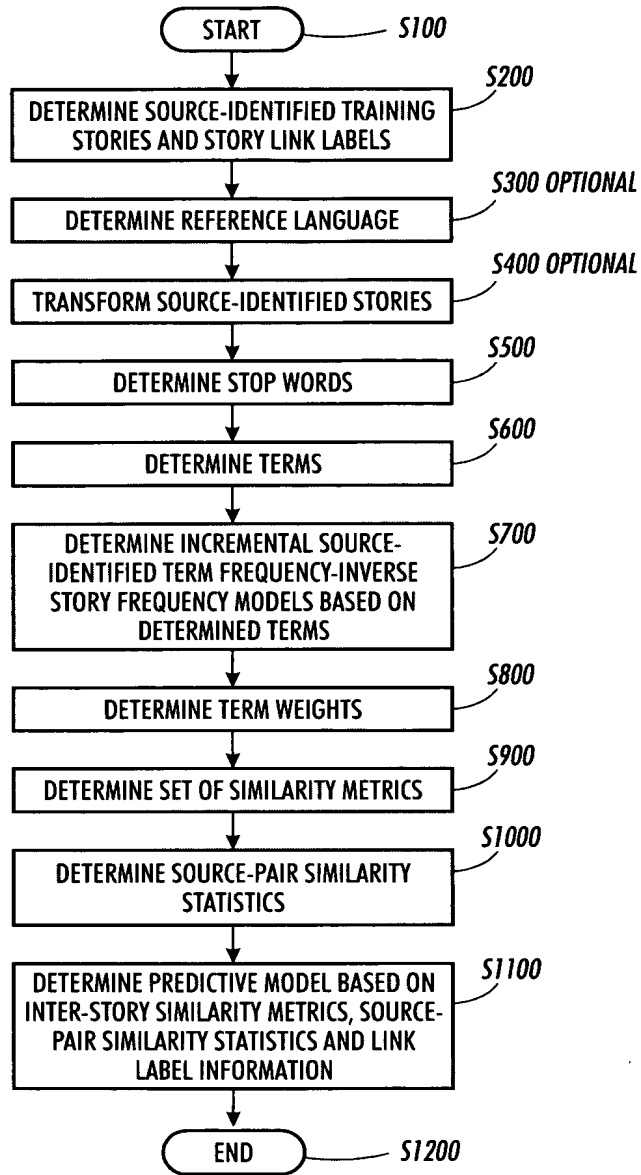 START
S100
S200
DETERMINE SOURCE-IDENTIFIED TRAINING
STORIES AND STORY LINK LABELS
S300 OPTIONAL
DETERMINE REFERENCE LANGUAGE
S400 OPTIONAL
TRANSFORM SOURCE-IDENTIFIED STORIES
S500
DETERMINE STOP WORDS
S600
DETERMINE TERMS
S700
DETERMINE INCREMENTAL SOURCE-
IDENTIFIED TERM FREQUENCY-INVERSE
STORY FREQUENCY MODELS BASED ON
DETERMINED TERMS
S800
DETERMINE TERM WEIGHTS
S900
DETERMINE SET OF SIMILARITY METRICS
S1000
DETERMINE SOURCE-PAIR SIMILARITY
STATISTICS
S1100
DETERMINE PREDICTIVE MODEL BASED ON
INTER-STORY SIMILARITY METRICS, SOURCE-
PAIR SIMILARITY STATISTICS AND LINK
LABEL INFORMATION
END
S1200